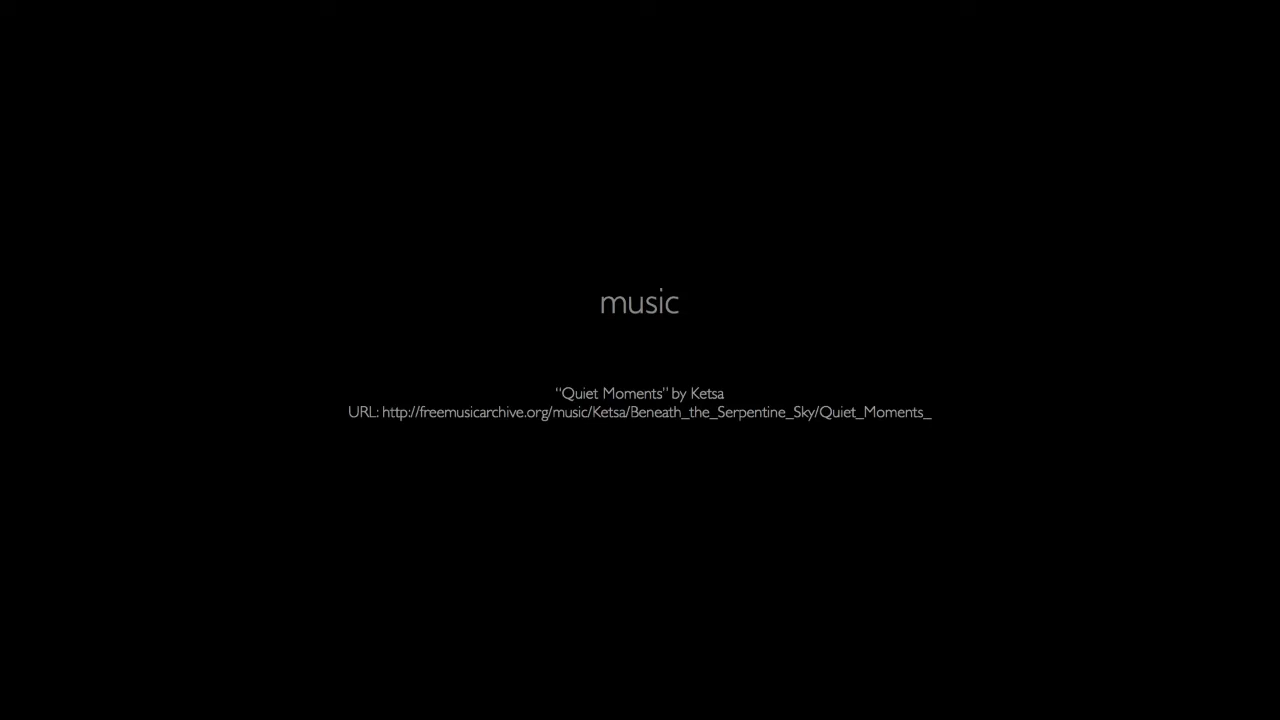 music
“Quiet Moments” by Ketsa
URL: http://freemusicarchive.org/music/Ketsa/Beneath_the_Serpentine_Sky/Quiet_Moments_